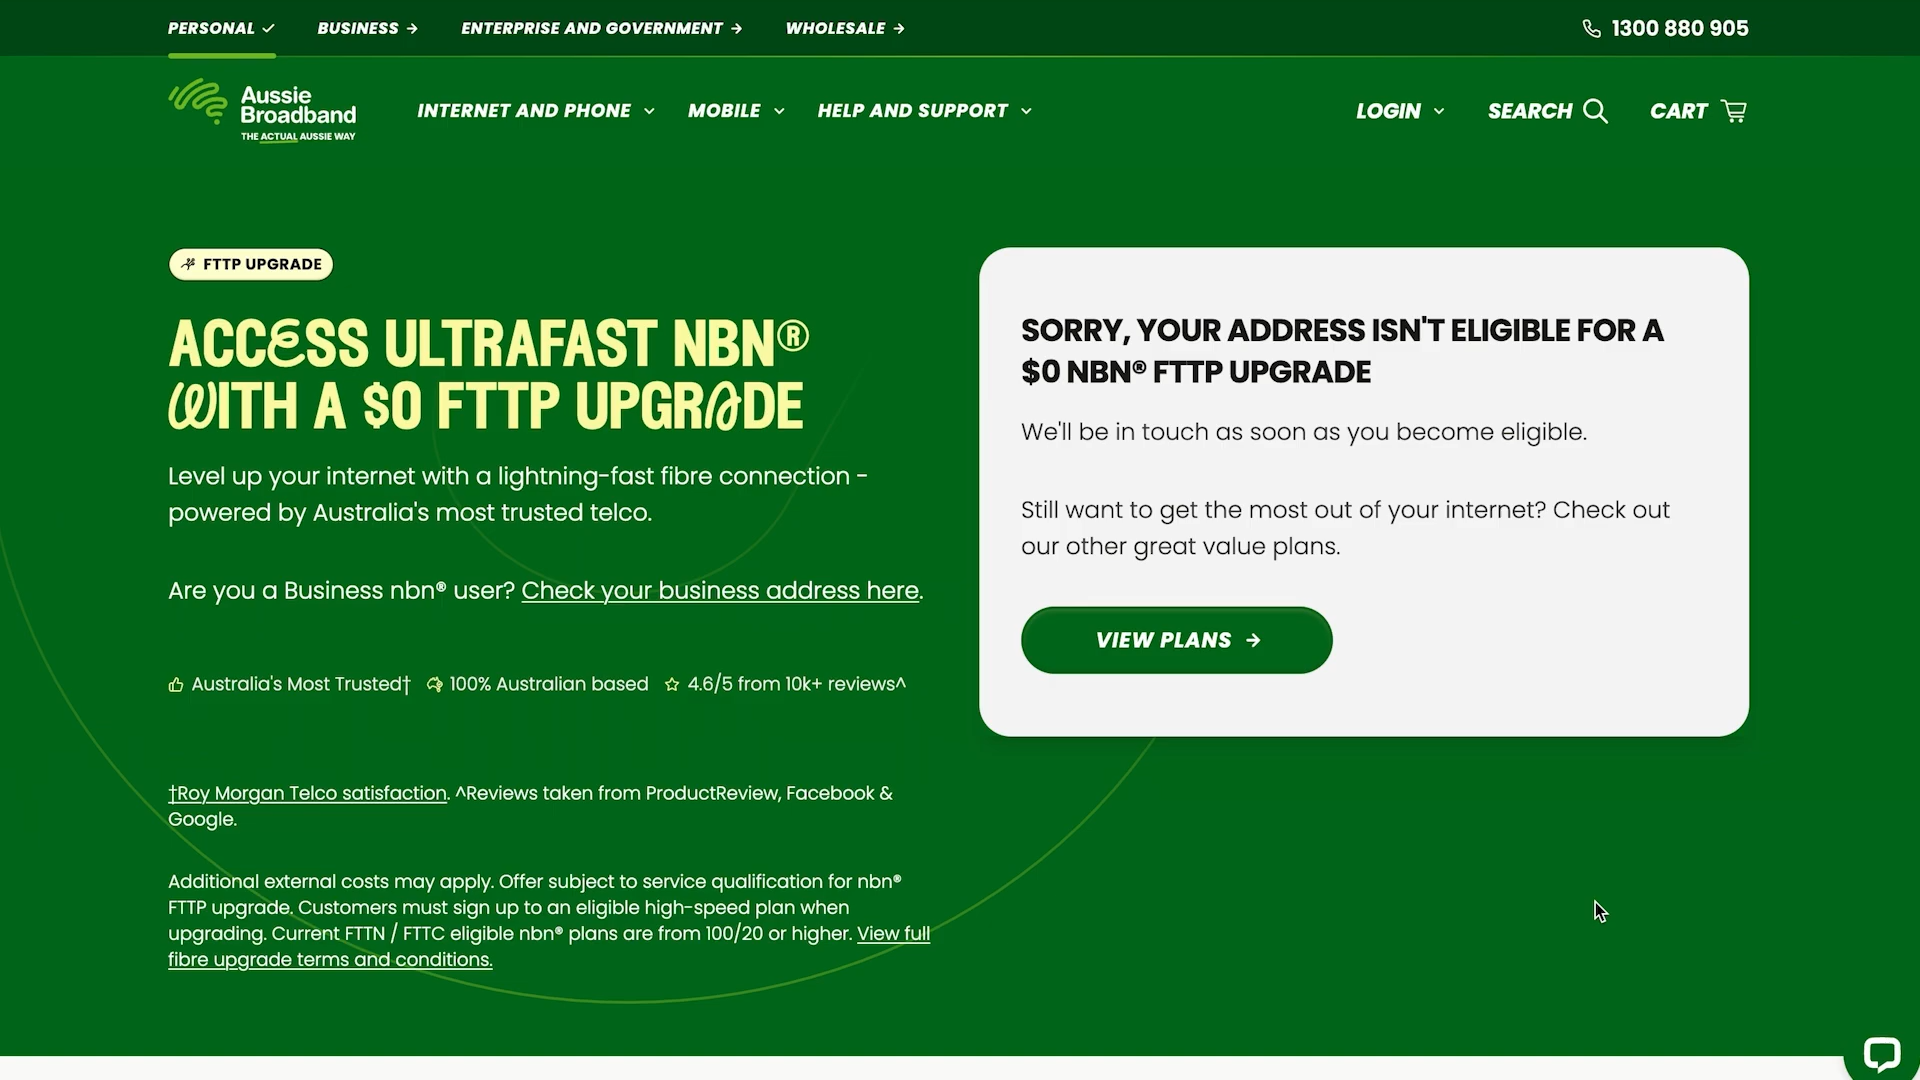 PERSONAL
BUSINESS
ENTERPRISE AND GOVERNMENT
WHOLESALE
1300 880 905
Aussie
Broadband
THE ACTUAL AUSSIE WAY
INTERNET AND PHONE
MOBILE
HELP AND SUPPORT
LOGIN
SEARCH
CART
FTTP UPGRADE
ACCESS ULTRAFAST NBN®
WITH A $0 FTTP UPGRADE
Level up your internet with a lightning-fast fibre connection -
powered by Australia's most trusted telco.
Are you a Business nbn® user? Check your business address here.
Australia's Most Trusted†
100% Australian based
4.6/5 from 10k+ reviews^
†Roy Morgan Telco satisfaction. ^Reviews taken from ProductReview, Facebook &
Google.
Additional external costs may apply. Offer subject to service qualification for nbn®
FTTP upgrade. Customers must sign up to an eligible high-speed plan when
upgrading. Current FTTN / FTTC eligible nbn® plans are from 100/20 or higher. View full
fibre upgrade terms and conditions.
SORRY, YOUR ADDRESS ISN'T ELIGIBLE FOR A
$0 NBN® FTTP UPGRADE
We'll be in touch as soon as you become eligible.
Still want to get the most out of your internet? Check out
our other great value plans.
VIEW PLANS